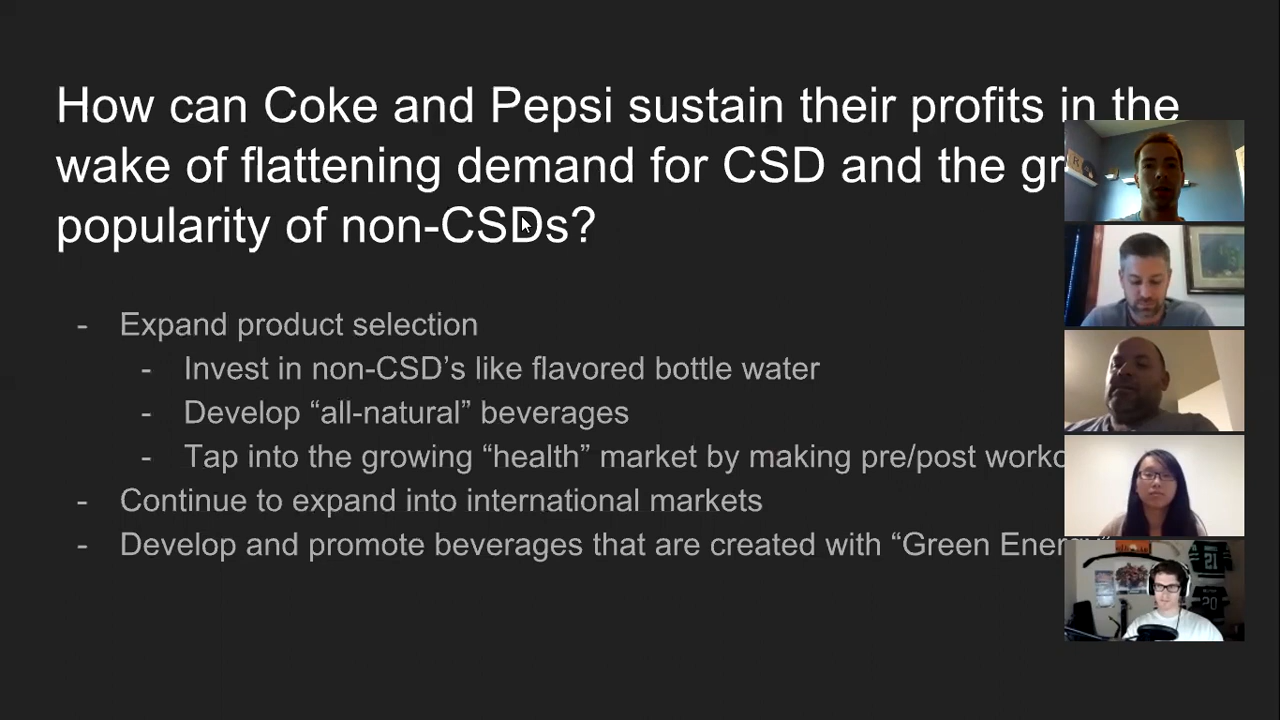 How can Coke and Pepsi sustain their profits in the
wake of flattening demand for CSD and the
popularity of non-CSDs?
- Expand product selection
- Invest in non-CSD’s like flavored bottle water
- Develop “all-natural” beverages
- Tap into the growing “health” market by making pre/post
- Continue to expand into international markets
- Develop and promote beverages that are created with “Green
21
20